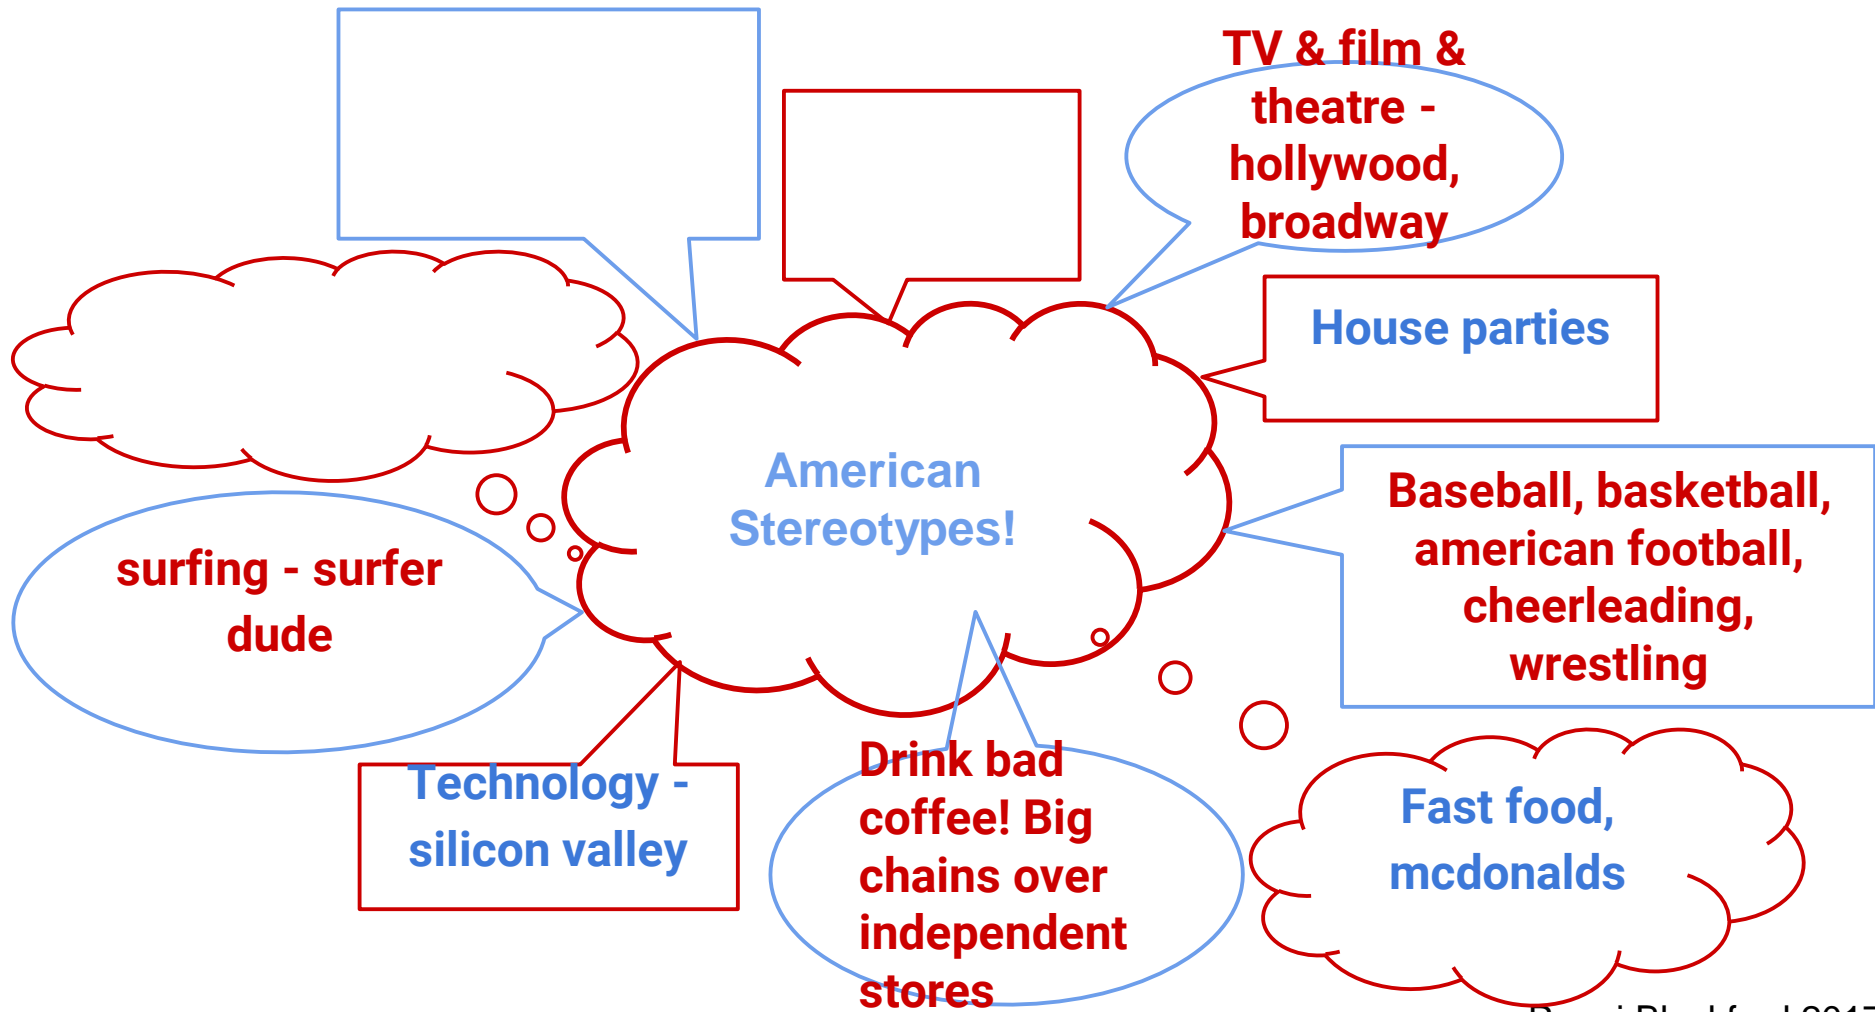 TV & film &
theatre -
hollywood,
broadway
House parties
American
Stereotypes!
Baseball, basketball,
american football,
cheerleading,
wrestling
surfing - surfer
dude
Technology -
silicon valley
Drink bad
coffee! Big
chains over
independent
stores
Fast food,
mcdonalds
2017